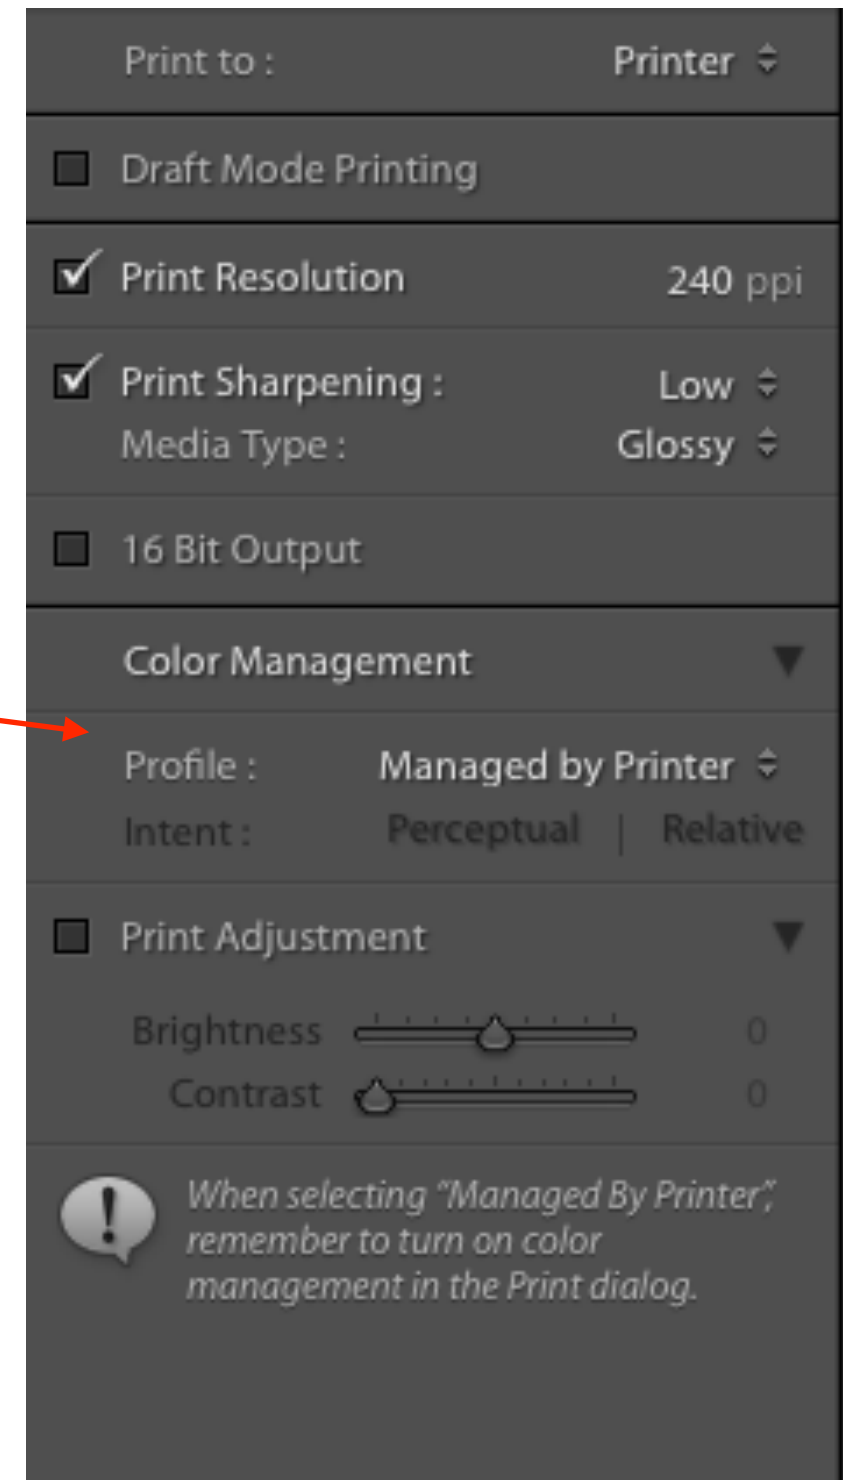 Print to : Printer
Draft Mode Printing
Print Resolution 240 ppi
Print Sharpening : Low
Media Type : Glossy
16 Bit Output
Color Management
Profile : Managed by Printer
Intent : Perceptual | Relative
Print Adjustment
Brightness 0
Contrast 0
When selecting “Managed By Printer”,
remember to turn on color
management in the Print dialog.